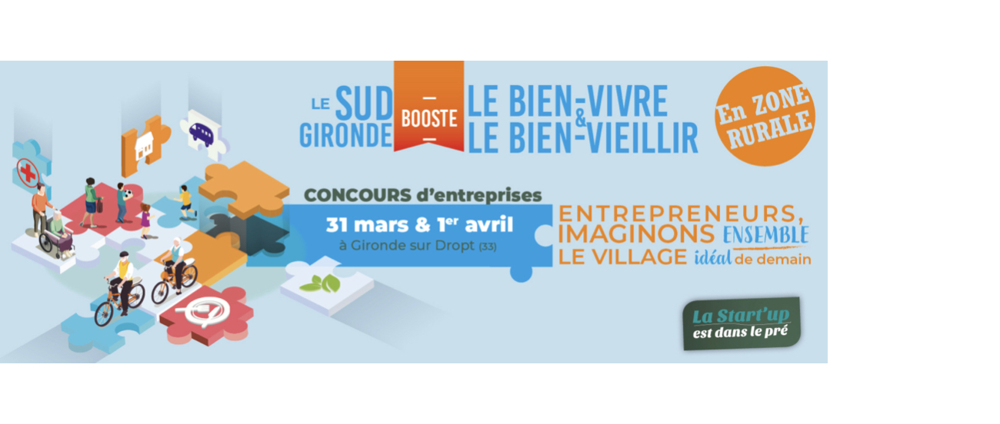 LE SUD
GIRONDE
BOOSTE
LE BIEN-VIVRE
&
LE BIEN-VIEILLIR
En ZONE
RURALE
CONCOURS d'entreprises
31 mars & 1er avril
à Gironde sur Dropt (33)
ENTREPRENEURS,
IMAGINONS ENSEMBLE
LE VILLAGE idéal de demain
La Start'up
est dans le pré